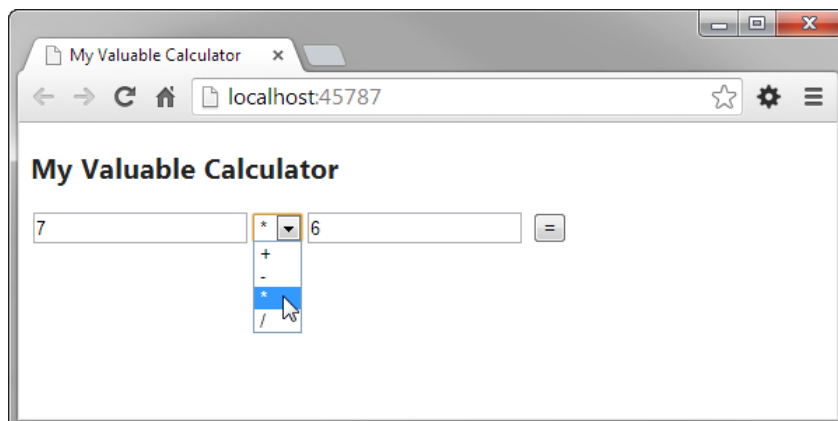 My Valuable Calculator
localhost:45787
My Valuable Calculator
7 * 6 =
+
-
*
/